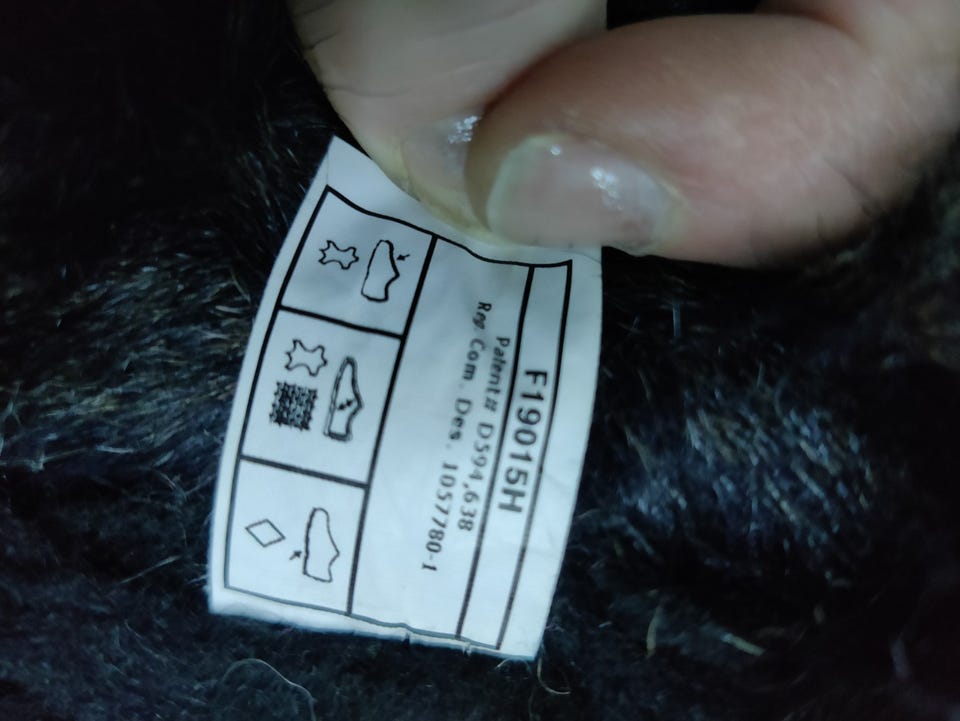 F19015H
Patent# D594,638
Reg Com. Des. 1057780-1